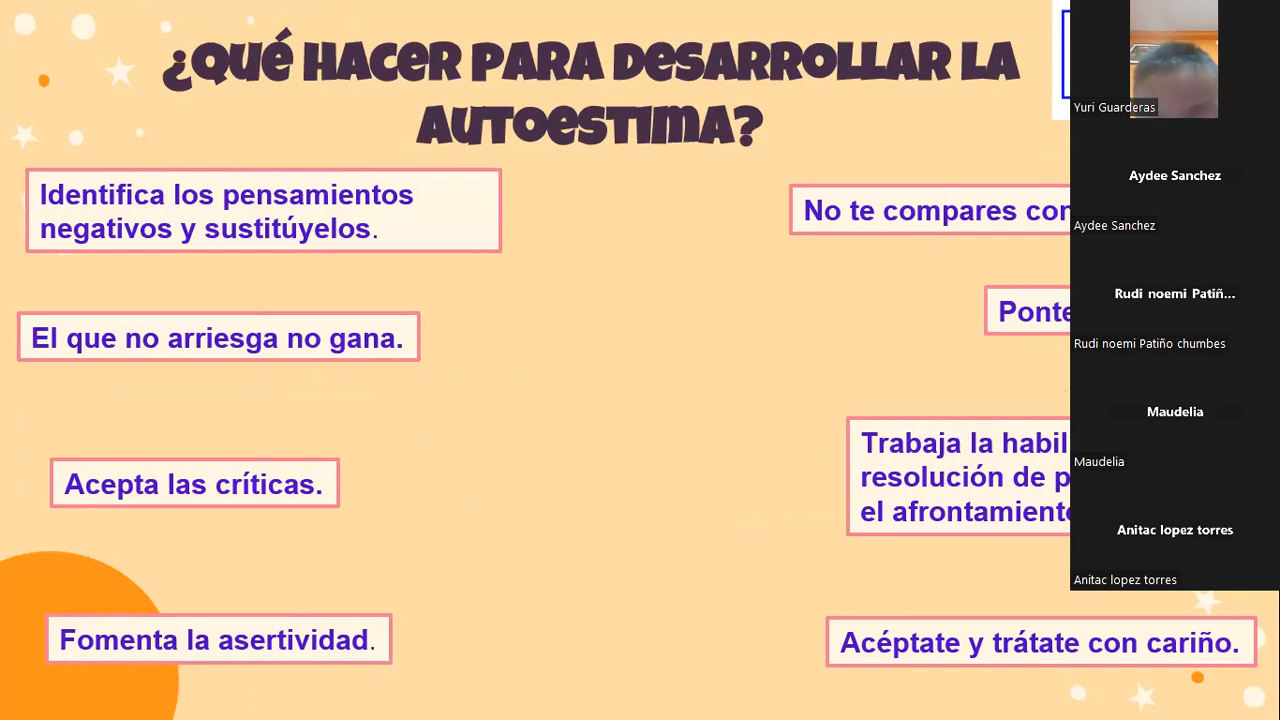 ¿Qué hacer para desarrollar la
autoestima?
Identifica los pensamientos
negativos y sustitúyelos.
El que no arriesga no gana.
Acepta las críticas.
Fomenta la asertividad.
No te compares con
Ponte
Trabaja la
resolución de
el
Acéptate y trátate con cariño.
Yuri Guarderas
Aydee Sanchez
Aydee Sanchez
Rudi noemi Patiñ...
Rudi noemi Patiño chumbes
Maudelia
Maudelia
Anitac lopez torres
Anitac lopez torres